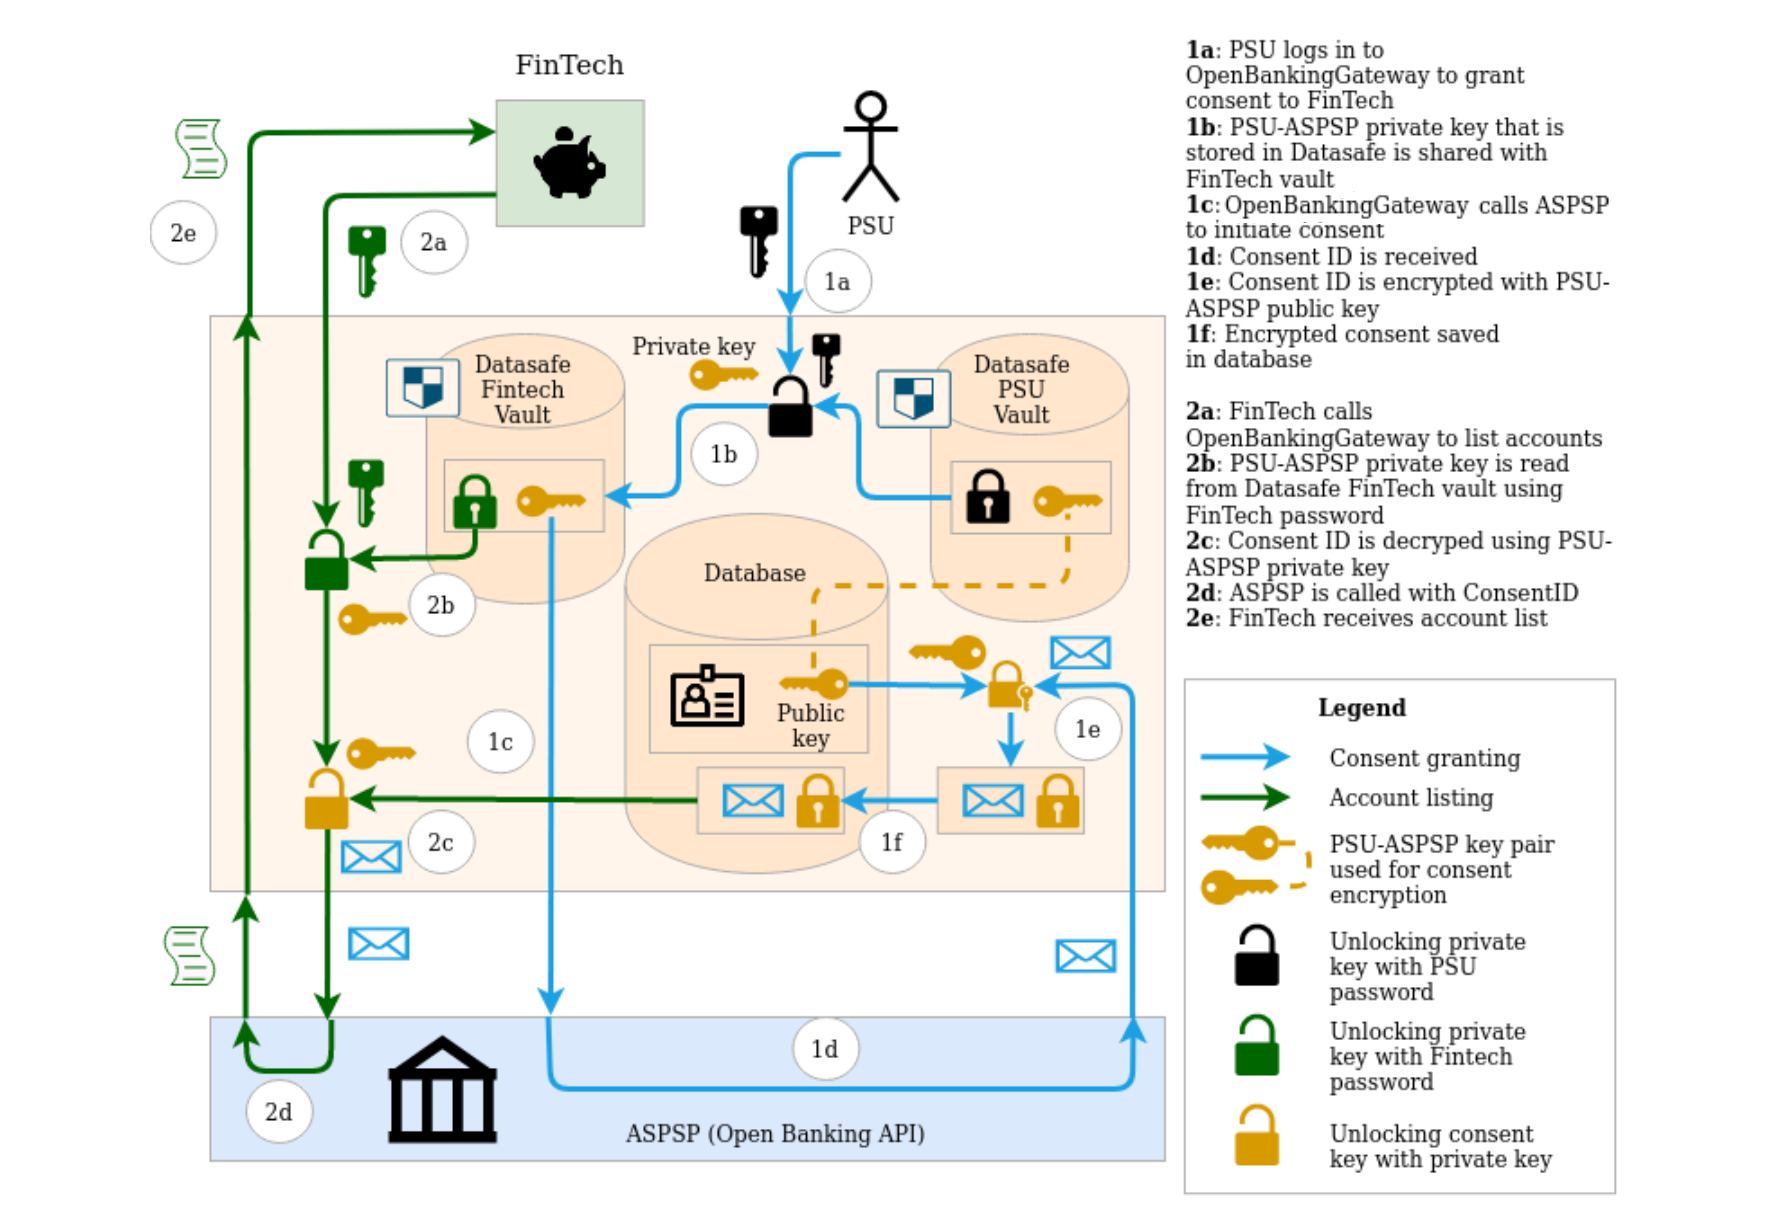 FinTech
PSU
2e
2a
1a
Private key
Datasafe
Fintech
Vault
Datasafe
PSU
Vault
1b
2b
Database
Public
key
1c
1e
2c
1f
1d
2d
ASPSP (Open Banking API)
1a: PSU logs in to
OpenBankingGateway to grant
consent to FinTech
1b: PSU-ASPSP private key that is
stored in Datasafe is shared with
FinTech vault
1c: OpenBankingGateway calls ASPSP
to initiate consent
1d: Consent ID is received
1e: Consent ID is encrypted with PSU-
ASPSP public key
1f: Encrypted consent saved
in database
2a: FinTech calls
OpenBankingGateway to list accounts
2b: PSU-ASPSP private key is read
from Datasafe FinTech vault using
FinTech password
2c: Consent ID is decryped using PSU-
ASPSP private key
2d: ASPSP is called with ConsentID
2e: FinTech receives account list
Legend
Consent granting
Account listing
PSU-ASPSP key pair
used for consent
encryption
Unlocking private
key with PSU
password
Unlocking private
key with Fintech
password
Unlocking consent
key with private key